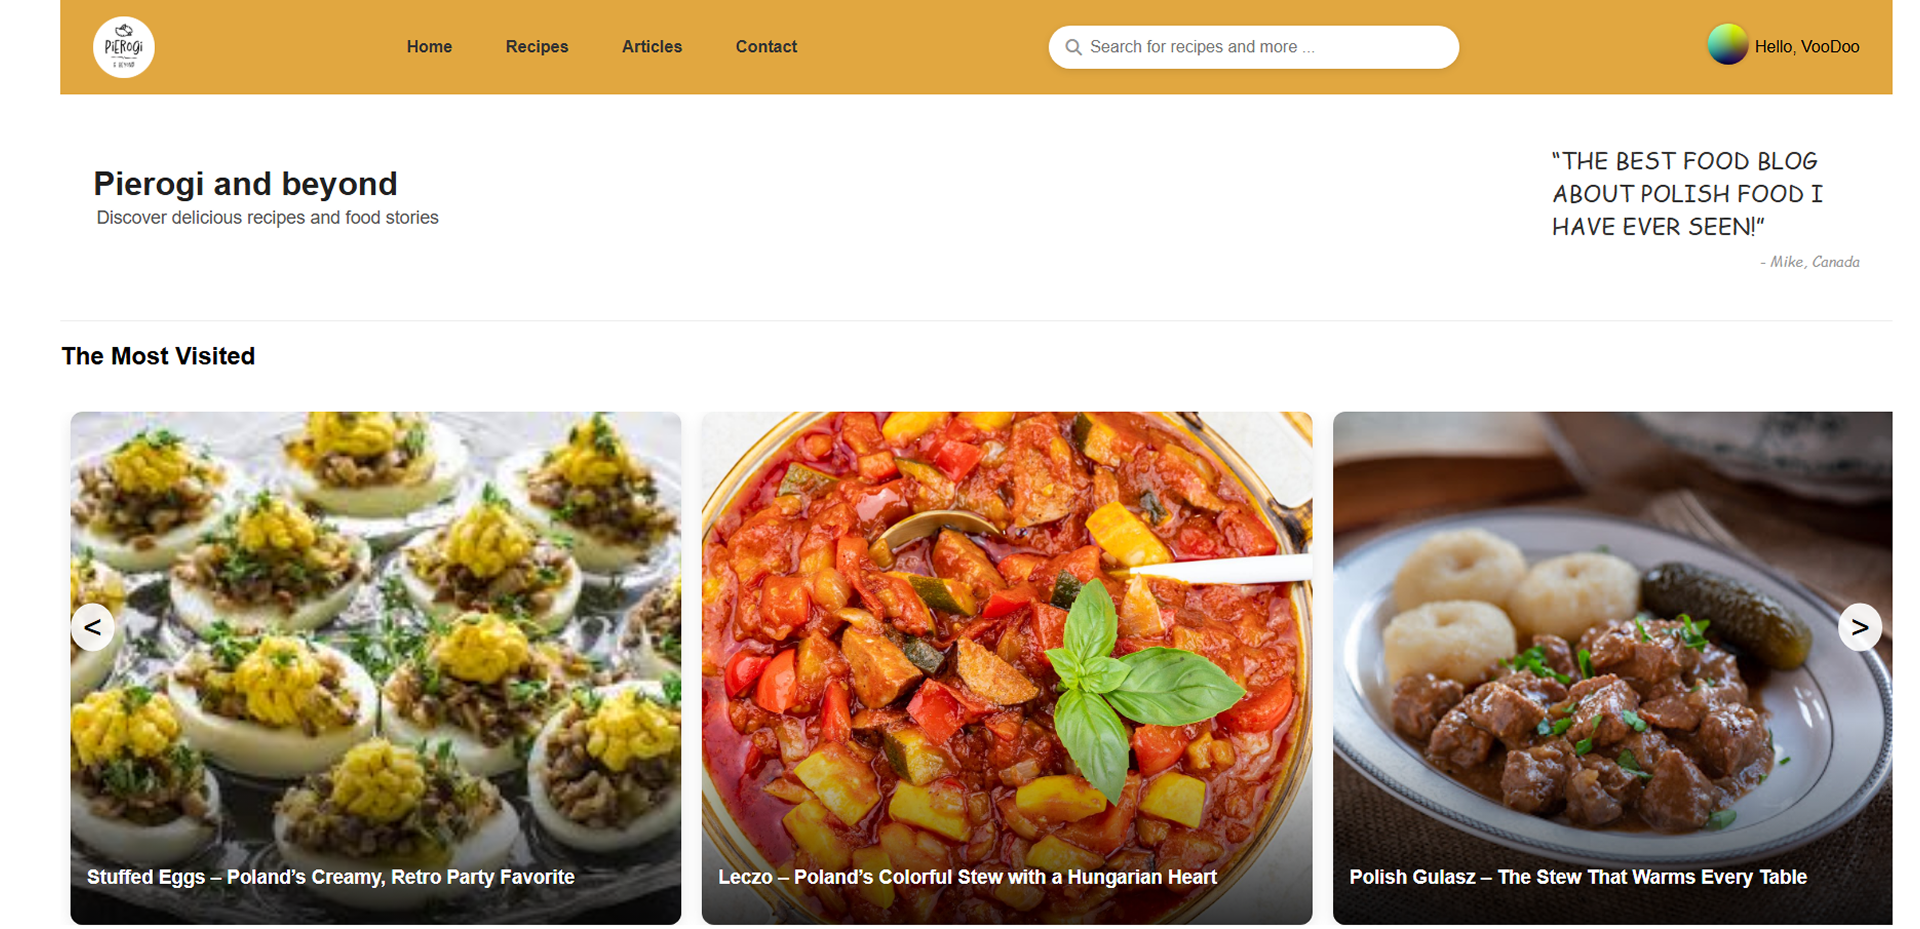 PiEROgi
& BEYOND
Home
Recipes
Articles
Contact
Search for recipes and more ...
Hello, VooDoo
Pierogi and beyond
Discover delicious recipes and food stories
“THE BEST FOOD BLOG
ABOUT POLISH FOOD I
HAVE EVER SEEN!”
- Mike, Canada
The Most Visited
<
>
Stuffed Eggs – Poland’s Creamy, Retro Party Favorite
Leczo – Poland’s Colorful Stew with a Hungarian Heart
Polish Gulasz – The Stew That Warms Every Table